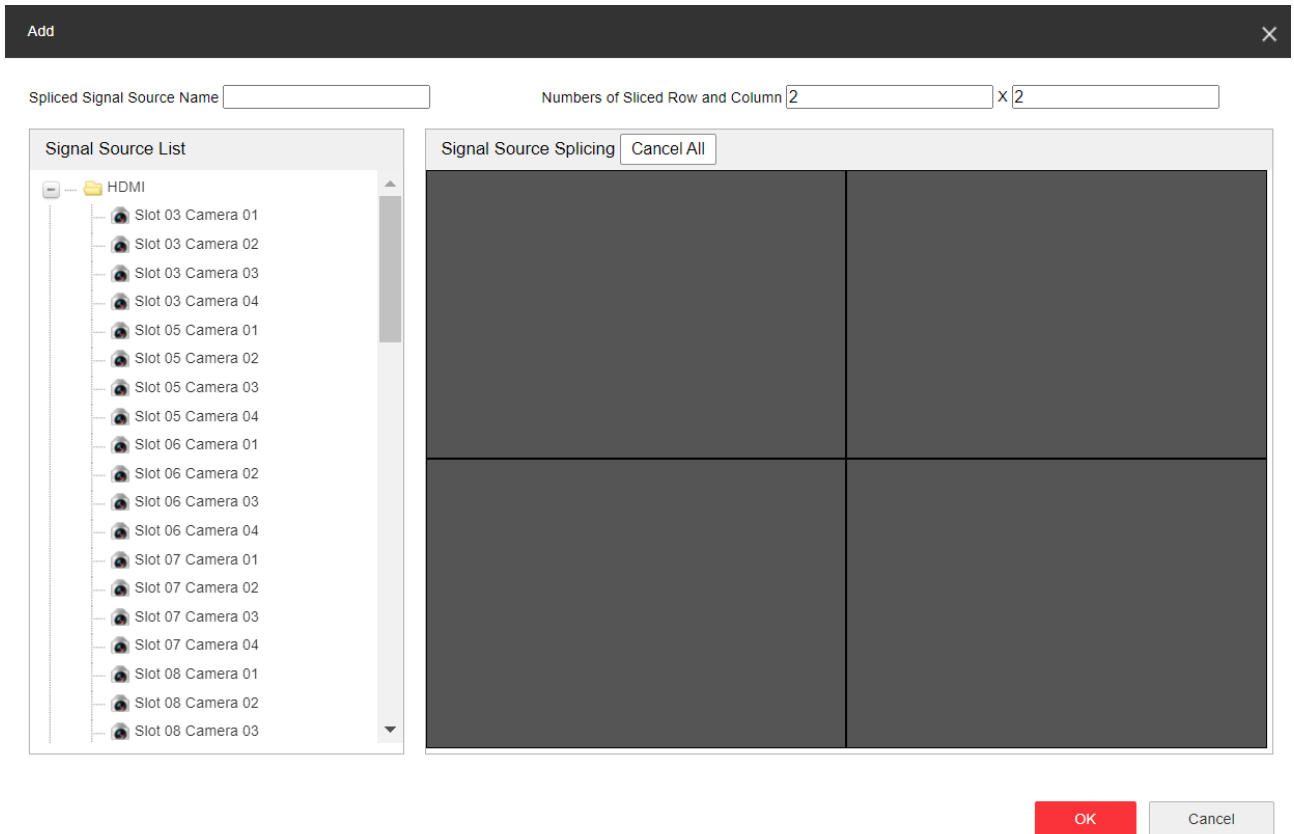 Add
Spliced Signal Source Name
Numbers of Sliced Row and Column 2 X 2
Signal Source List
HDMI
Slot 03 Camera 01
Slot 03 Camera 02
Slot 03 Camera 03
Slot 03 Camera 04
Slot 05 Camera 01
Slot 05 Camera 02
Slot 05 Camera 03
Slot 05 Camera 04
Slot 06 Camera 01
Slot 06 Camera 02
Slot 06 Camera 03
Slot 06 Camera 04
Slot 07 Camera 01
Slot 07 Camera 02
Slot 07 Camera 03
Slot 07 Camera 04
Slot 08 Camera 01
Slot 08 Camera 02
Slot 08 Camera 03
Signal Source Splicing Cancel All
OK Cancel